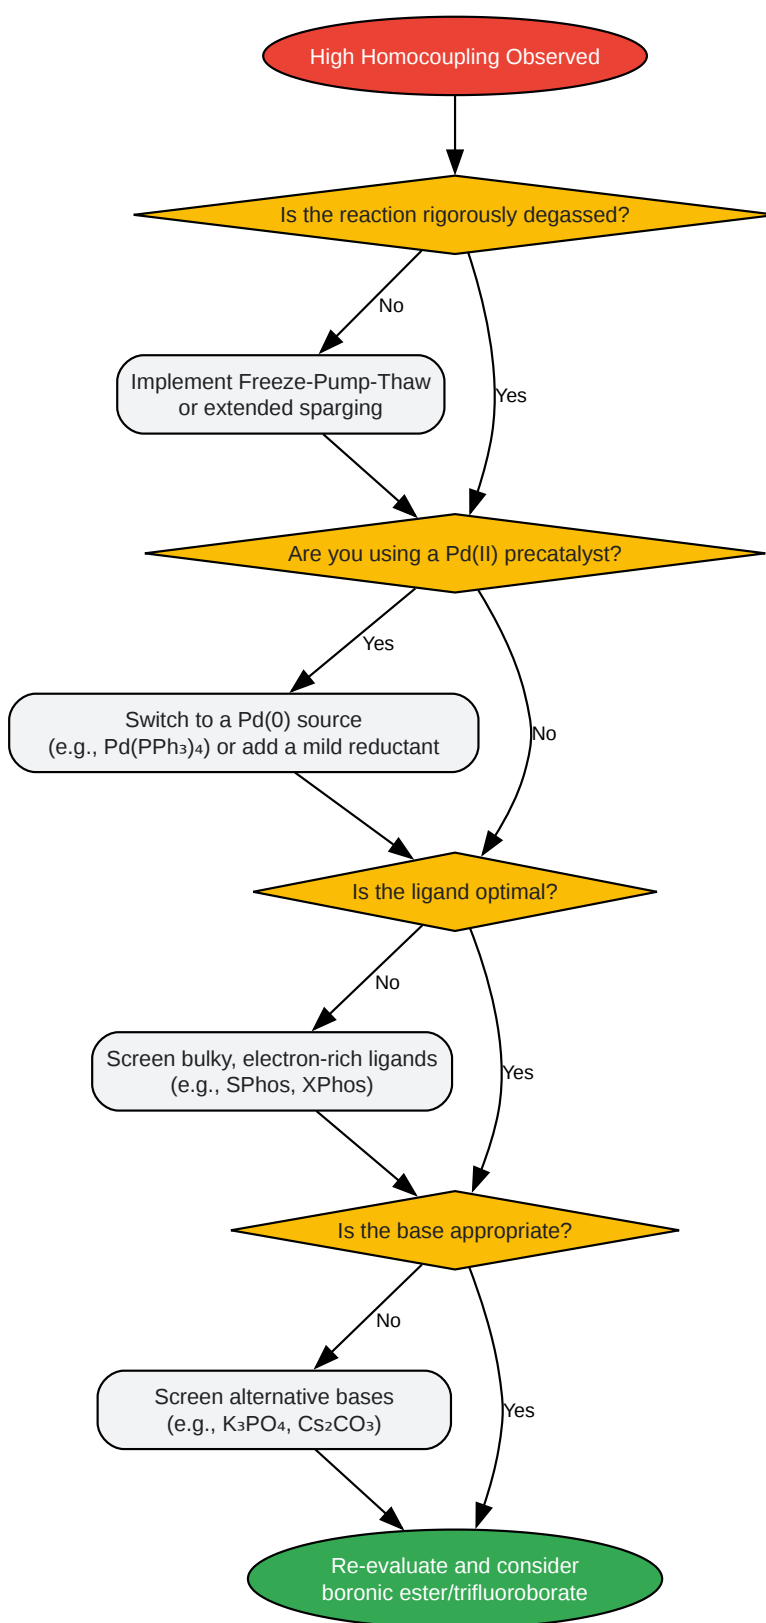 High Homocoupling Observed
Is the reaction rigorously degassed?
No
Implement Freeze-Pump-Thaw
or extended sparging
Yes
Are you using a Pd(II) precatalyst?
Yes
Switch to a Pd(0) source
(e.g., Pd(PPh₃)₄) or add a mild reductant
No
Is the ligand optimal?
No
Screen bulky, electron-rich ligands
(e.g., SPhos, XPhos)
Yes
Is the base appropriate?
No
Screen alternative bases
(e.g., K₃PO₄, Cs₂CO₃)
Yes
Re-evaluate and consider
boronic ester/trifluoroborate